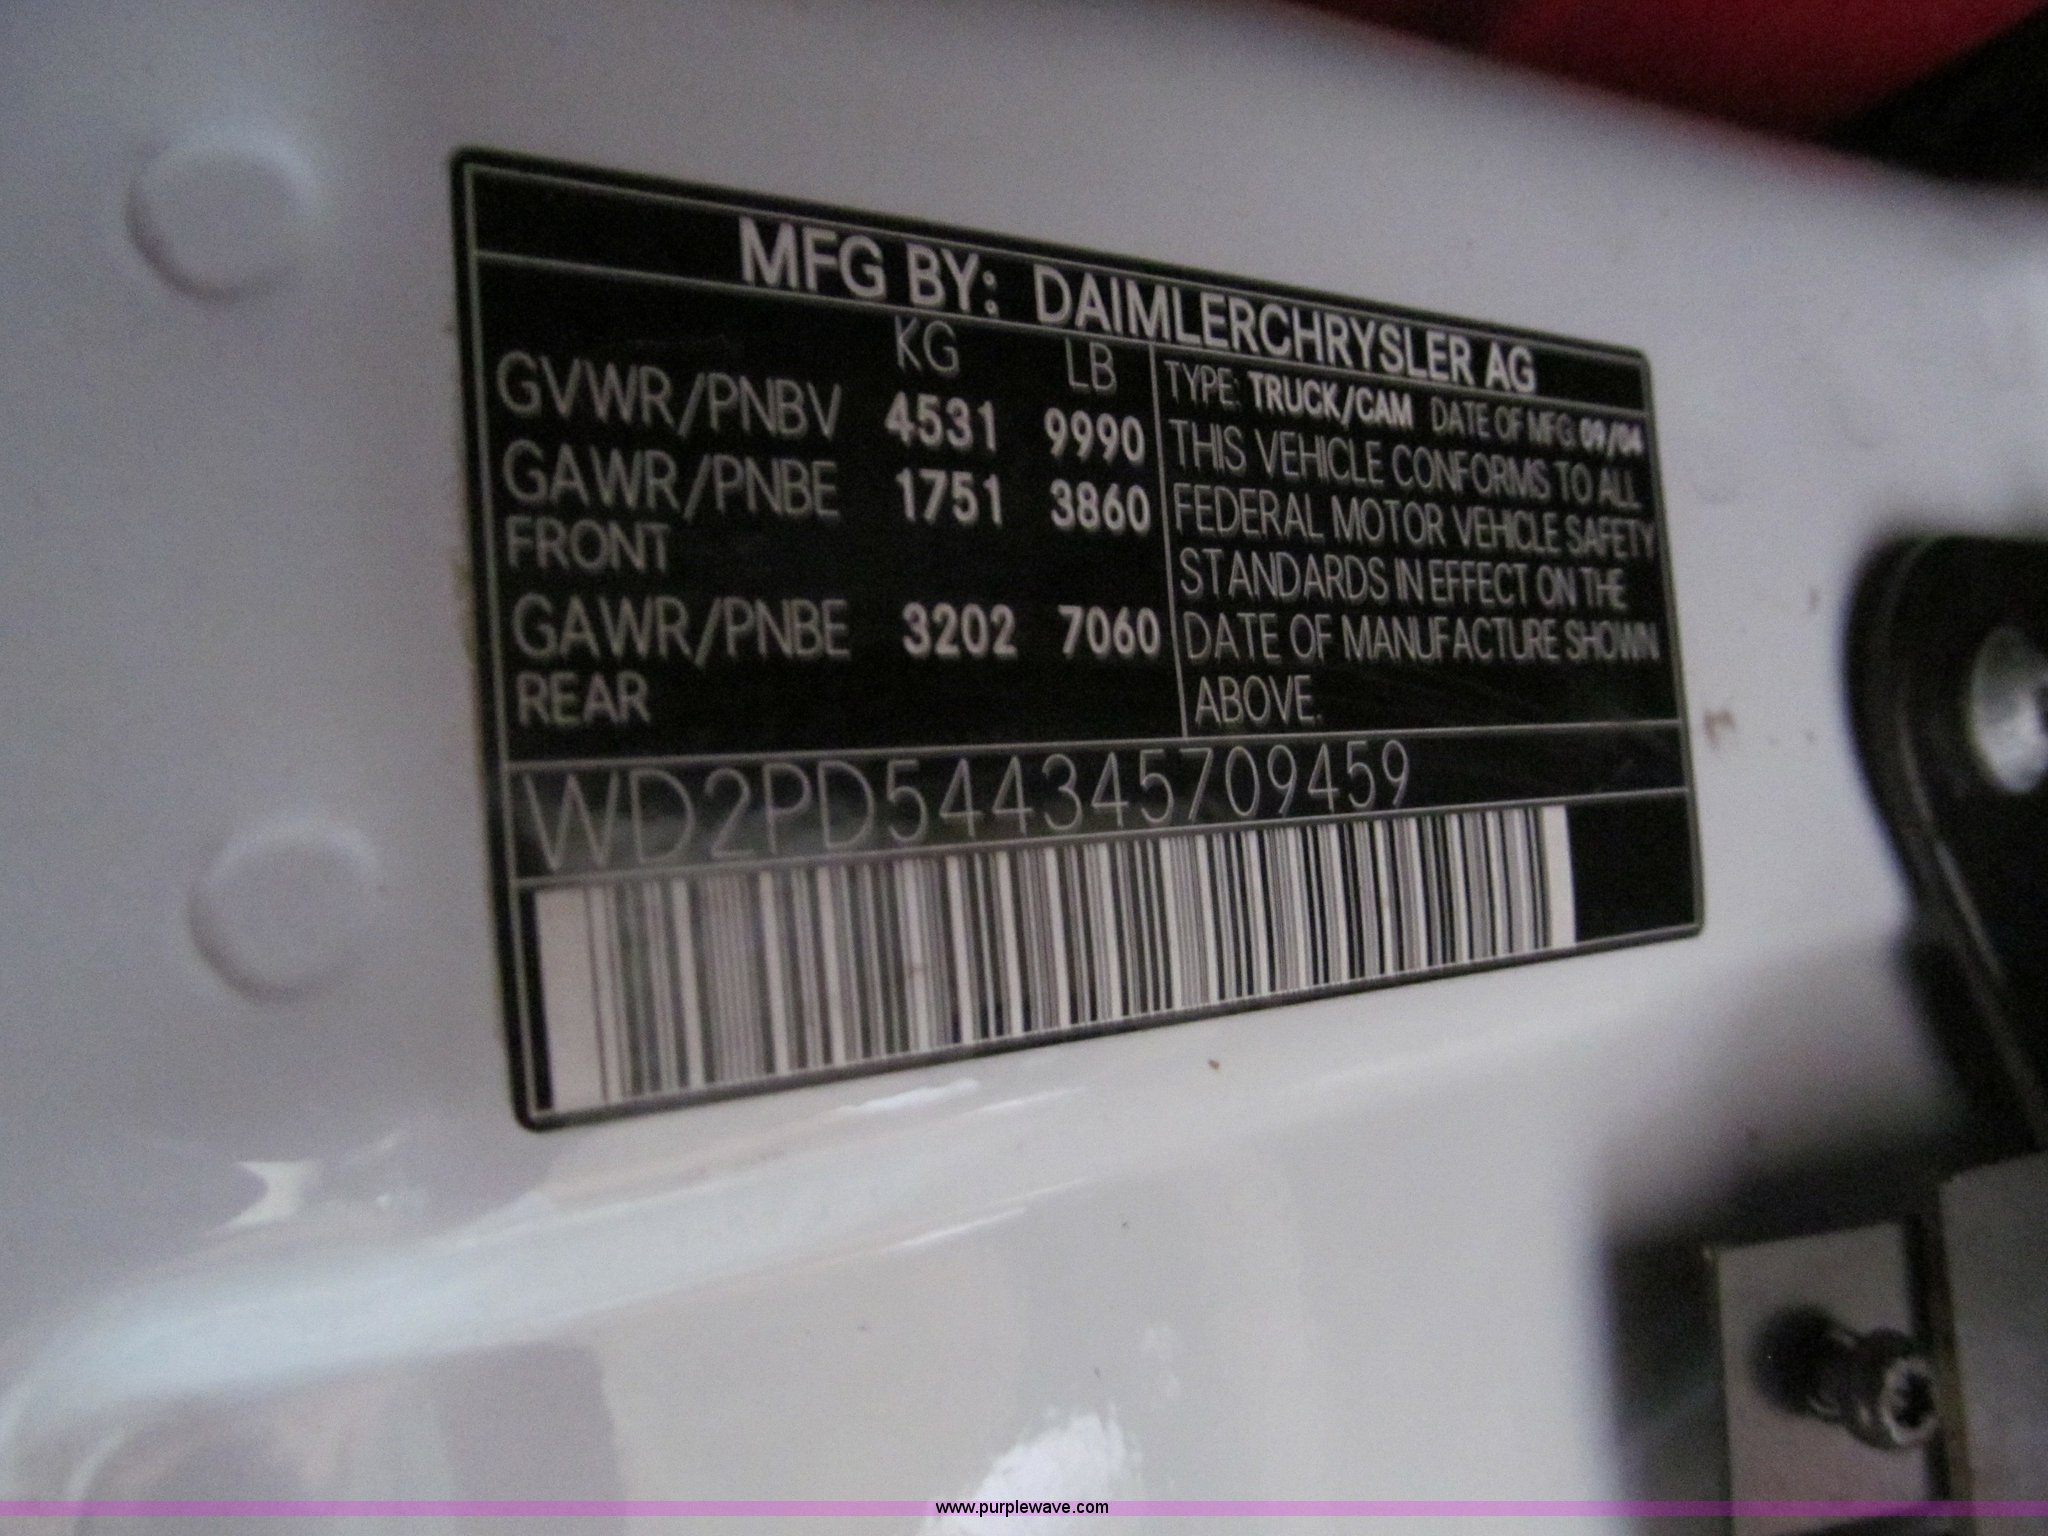 MFG BY: DAIMLERCHRYSLER AG
KG LB
GVWR/PNBV 4531 9990
GAWR/PNBE 1751 3860
FRONT
GAWR/PNBE 3202 7060
REAR
TYPE: TRUCK/CAM DATE OF MFG: 09/04
THIS VEHICLE CONFORMS TO ALL
FEDERAL MOTOR VEHICLE SAFETY
STANDARDS IN EFFECT ON THE
DATE OF MANUFACTURE SHOWN
ABOVE.
WD2PD544345709459
www.purplewave.com